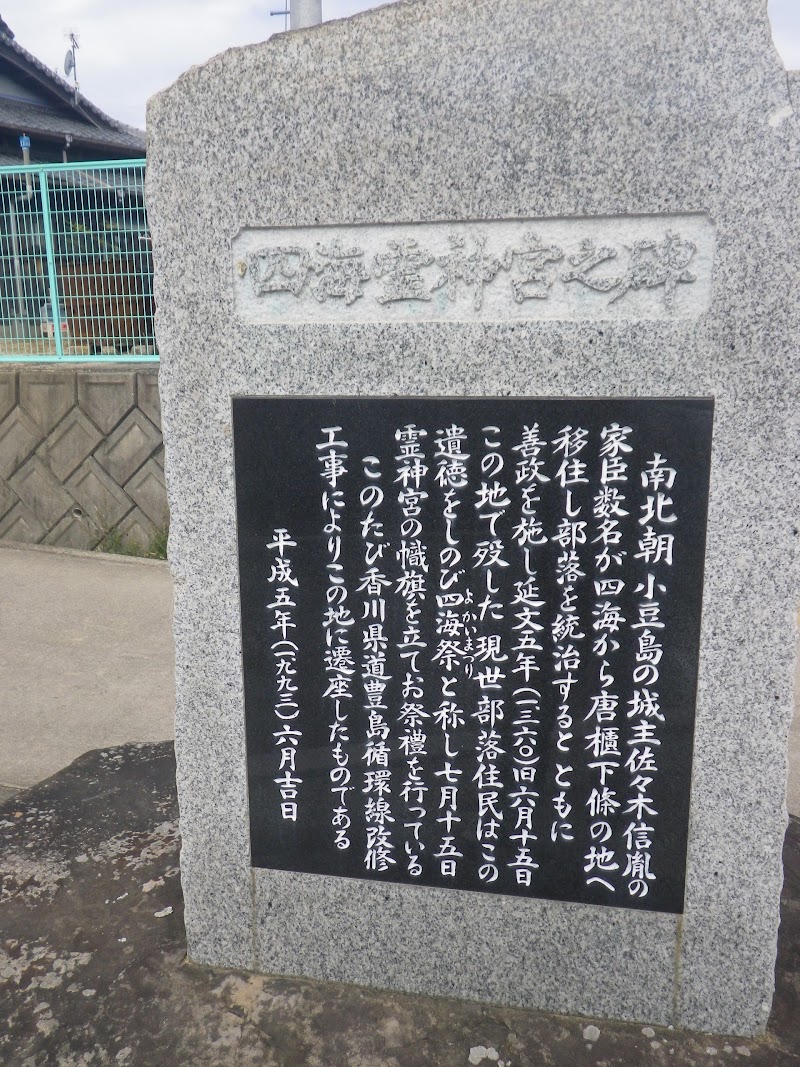 四海霊神宮之碑
南北朝 小豆島の城主佐々木信胤の
家臣数名が四海から唐櫃下條の地へ
移住し部落を統治すると ともに
善政を施し延文五年(一三六〇)旧六月十五日
この地で歿した 現世部落住民はこの
遺徳をしのび四海祭と称し七月十五日
よかいまつり
霊神宮の幟旗を立てお祭禮を行っている
このたび香川県道豊島循環線改修
工事によりこの地に遷座したものである
平成五年(一九九三)六月吉日